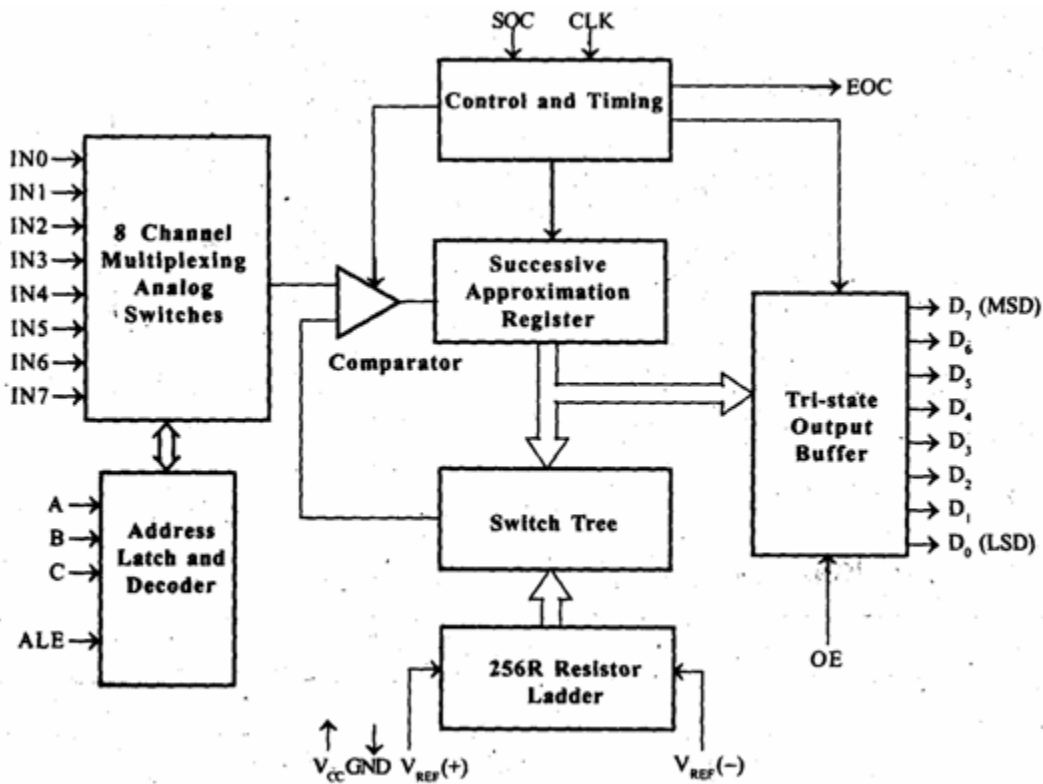 SOC CLK
Control and Timing
EOC
IN0
IN1
IN2
IN3
IN4
IN5
IN6
IN7
8 Channel
Multiplexing
Analog
Switches
Comparator
Successive
Approximation
Register
Tri-state
Output
Buffer
D7 (MSD)
D6
D5
D4
D3
D2
D1
D0 (LSD)
OE
A
B
C
ALE
Address
Latch and
Decoder
Switch Tree
256R Resistor
Ladder
VCC GND VREF(+) VREF(−)